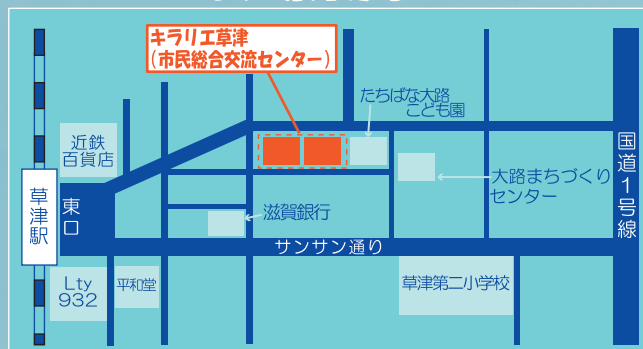 キラリエ草津
(市民総合交流センター)
たちばな大路
こども園
近鉄
百貨店
大路まちづくり
センター
国道1号線
草津駅
東口
滋賀銀行
サンサン通り
Lty
932
平和堂
草津第二小学校